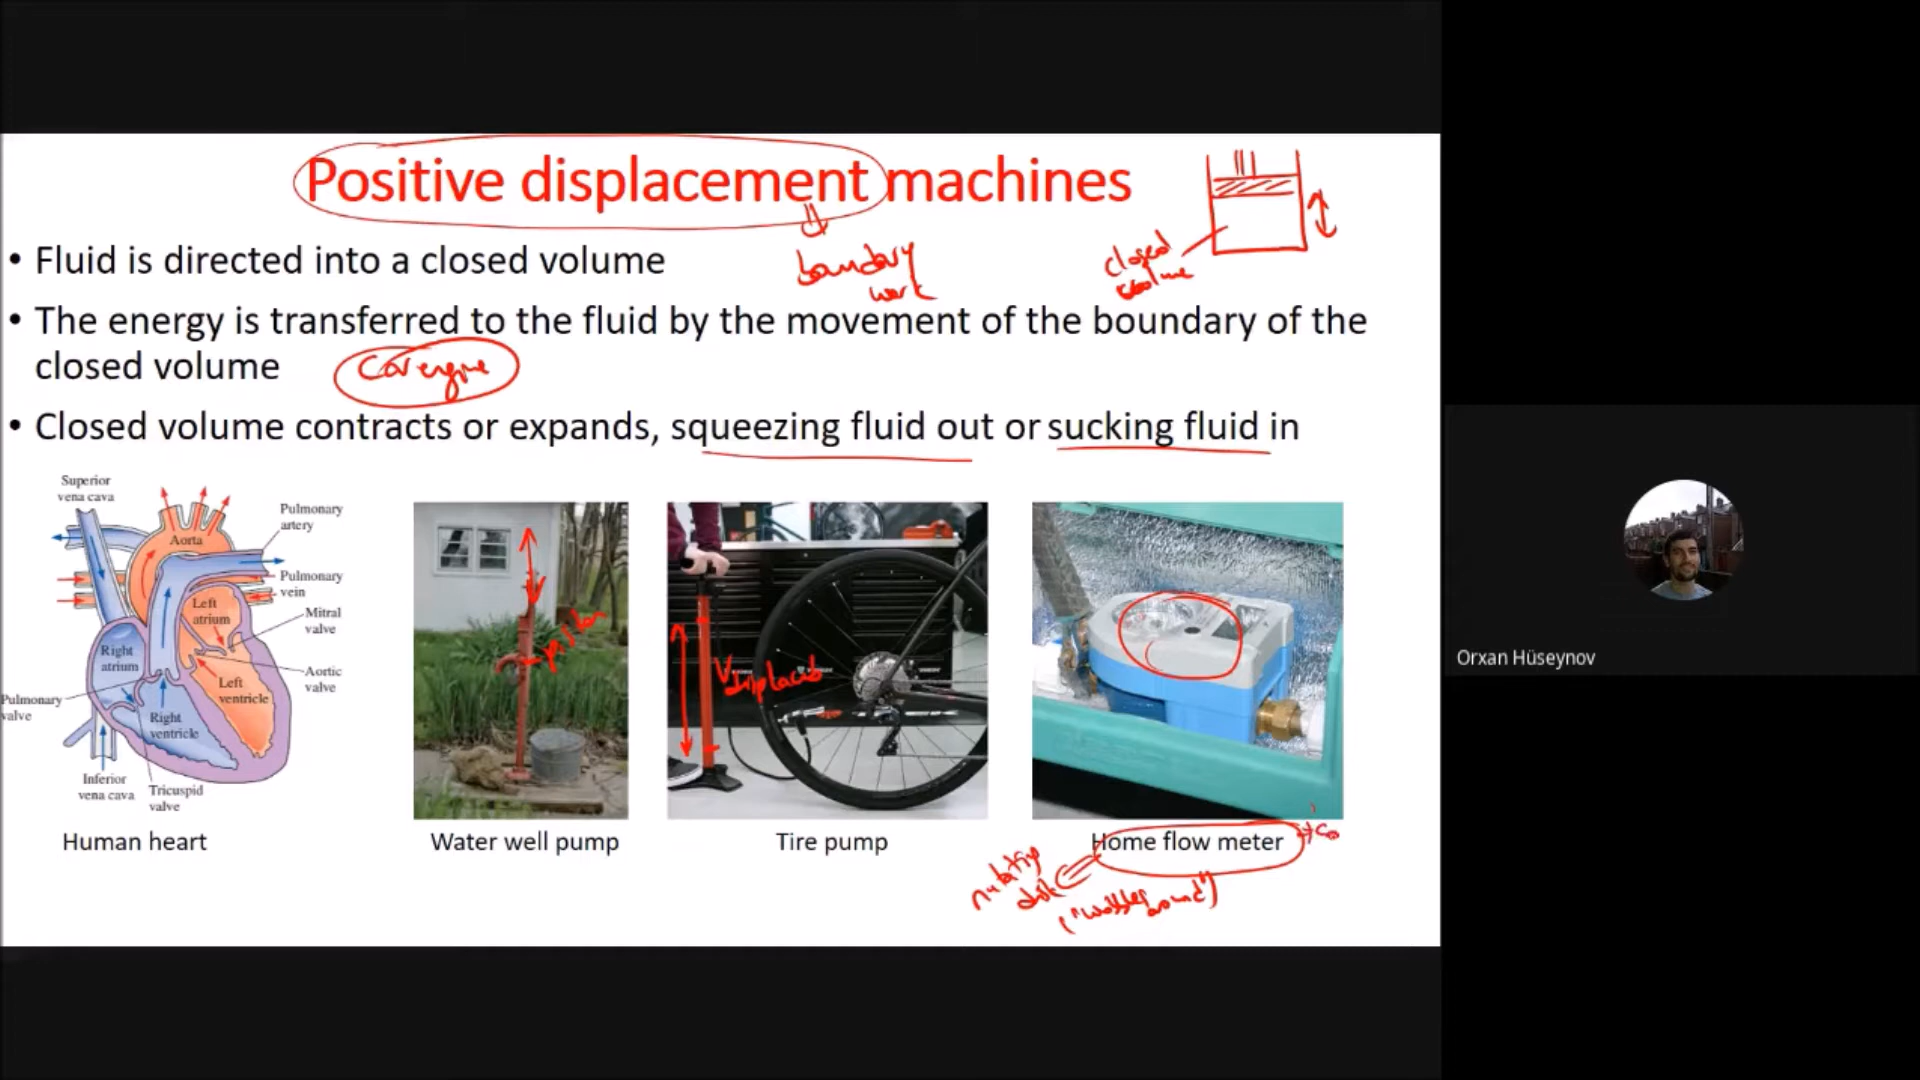 Positive displacement machines
boundary
work
closed
volume
• Fluid is directed into a closed volume
• The energy is transferred to the fluid by the movement of the boundary of the
closed volume
Car engine
• Closed volume contracts or expands, squeezing fluid out or sucking fluid in
Superior
vena cava
Pulmonary
artery
Aorta
Pulmonary
vein
Left
atrium
Mitral
valve
Right
atrium
Aortic
valve
Left
ventricle
Pulmonary
valve
Right
ventricle
Inferior
vena cava
Tricuspid
valve
piston
V displaced
Human heart
Water well pump
Tire pump
Home flow meter
nutating
disk
("wobbles
around")
Orxan Hüseynov